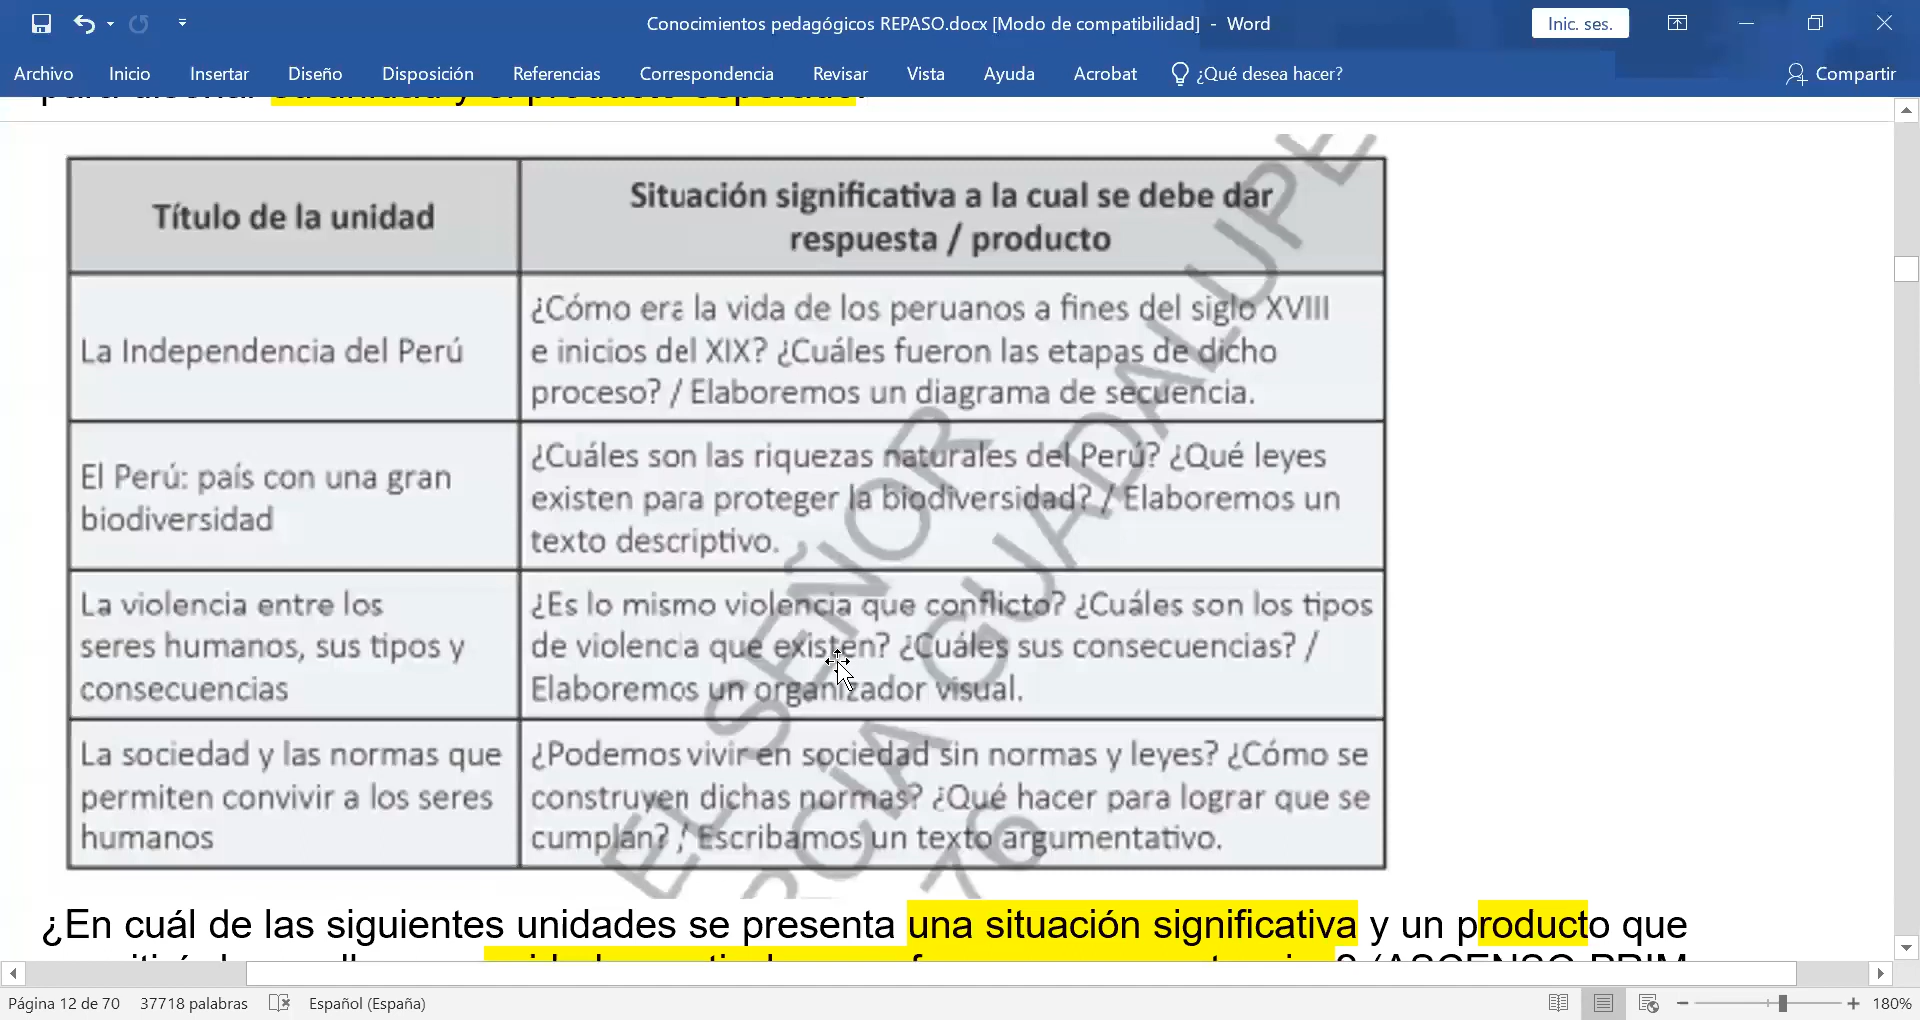 Conocimientos pedagógicos REPASO.docx [Modo de compatibilidad] - Word
Inic. ses.
Archivo Inicio Insertar Diseño Disposición Referencias Correspondencia Revisar Vista Ayuda Acrobat ¿Qué desea hacer? Compartir
Título de la unidad
Situación significativa a la cual se debe dar
respuesta / producto
La Independencia del Perú
¿Cómo era la vida de los peruanos a fines del siglo XVIII
e inicios del XIX? ¿Cuáles fueron las etapas de dicho
proceso? / Elaboremos un diagrama de secuencia.
El Perú: país con una gran
biodiversidad
¿Cuáles son las riquezas naturales del Perú? ¿Qué leyes
existen para proteger la biodiversidad? / Elaboremos un
texto descriptivo.
La violencia entre los
seres humanos, sus tipos y
consecuencias
¿Es lo mismo violencia que conflicto? ¿Cuáles son los tipos
de violencia que existen? ¿Cuáles sus consecuencias? /
Elaboremos un organizador visual.
La sociedad y las normas que
permiten convivir a los seres
humanos
¿Podemos vivir en sociedad sin normas y leyes? ¿Cómo se
construyen dichas normas? ¿Qué hacer para lograr que se
cumplan? / Escribamos un texto argumentativo.
EL SEÑOR
GUADALUPE
76
¿En cuál de las siguientes unidades se presenta una situación significativa y un producto que
Página 12 de 70 37718 palabras Español (España) 180%